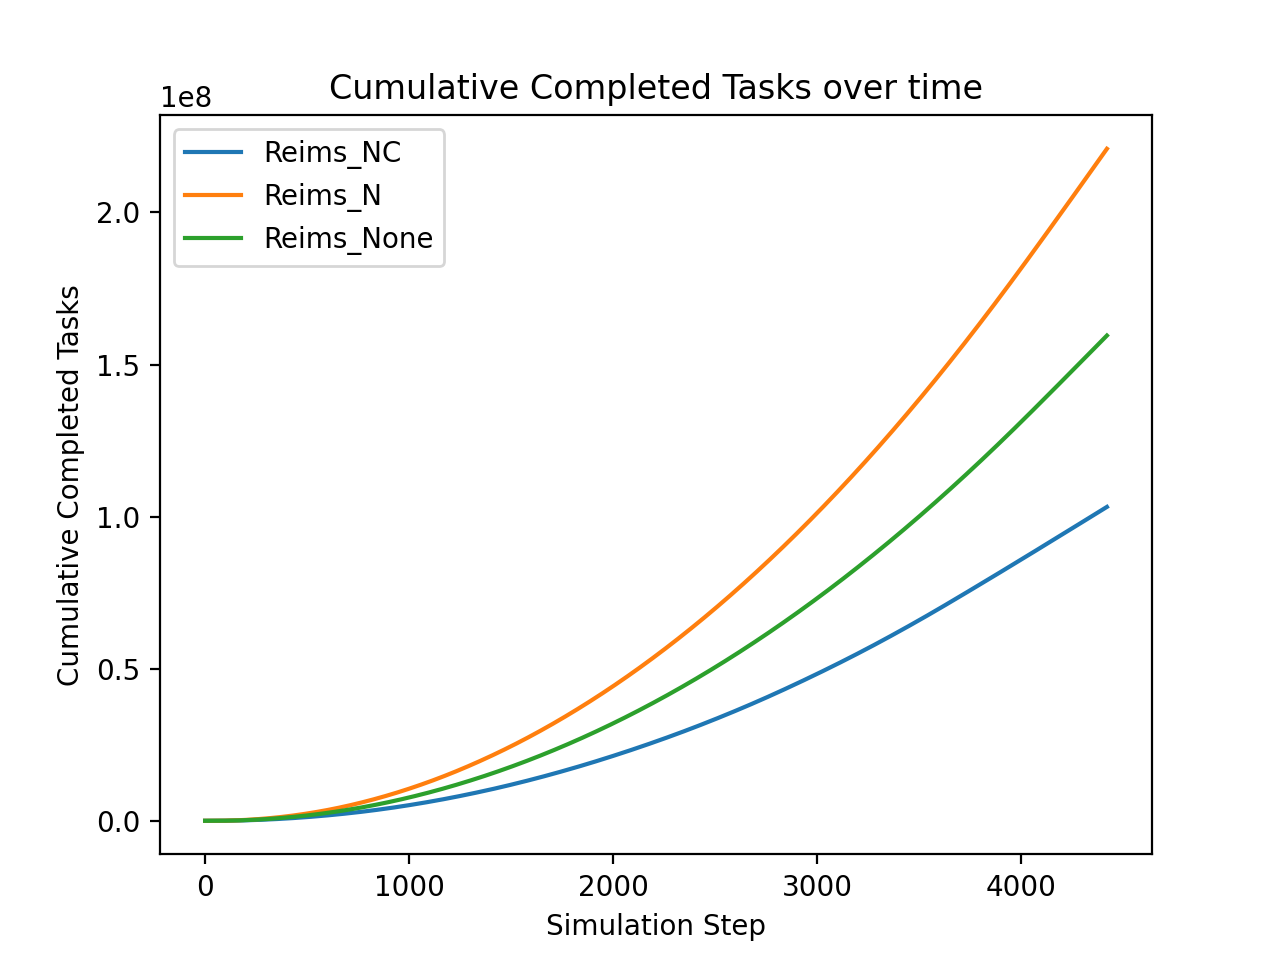 Cumulative Completed Tasks over time
1e8
Reims_NC
Reims_N
Reims_None
2.0
1.5
1.0
0.5
0.0
Cumulative Completed Tasks
0 1000 2000 3000 4000
Simulation Step